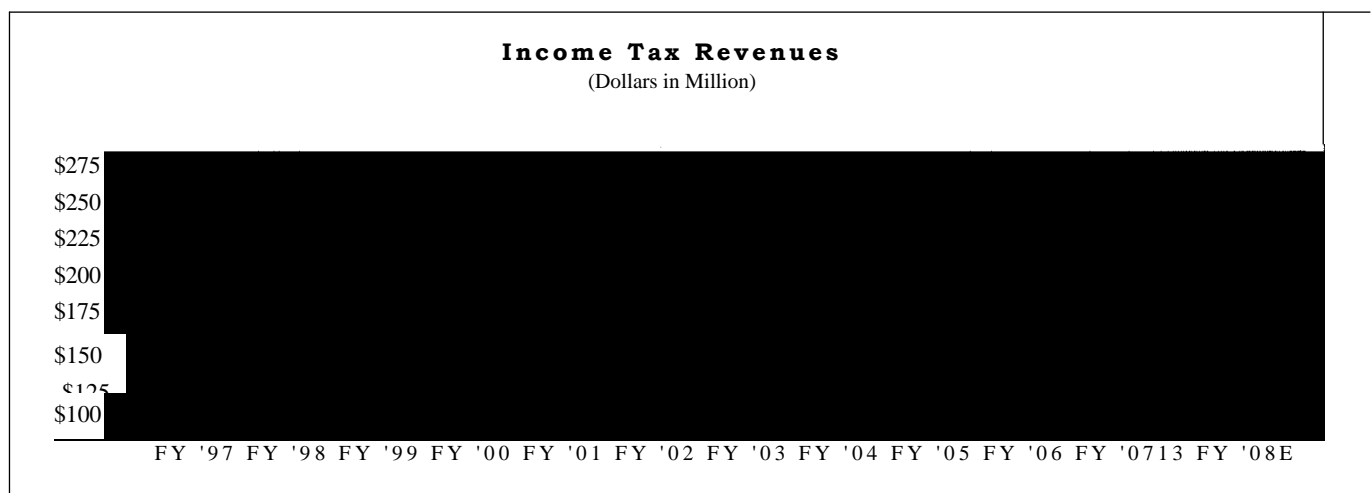 Income Tax Revenues
(Dollars in Million)
$275
$250
$225
$200
$175
$150
$125
$100
FY '97 FY '98 FY '99 FY '00 FY '01 FY '02 FY '03 FY '04 FY '05 FY '06 FY '0713 FY '08E